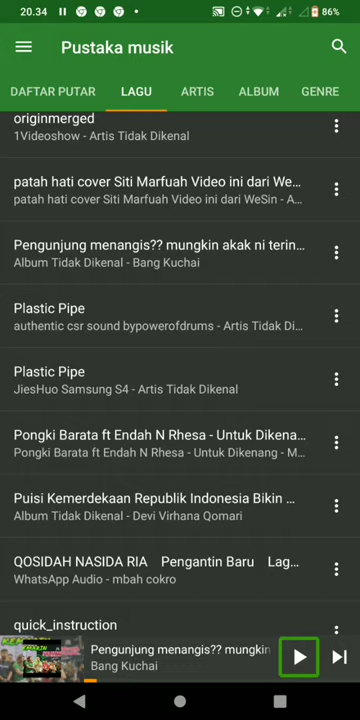 20.34
86%
Pustaka musik
DAFTAR PUTAR
LAGU
ARTIS
ALBUM
GENRE
originmerged
1Videoshow - Artis Tidak Dikenal
patah hati cover Siti Marfuah Video ini dari We...
patah hati cover Siti Marfuah Video ini dari WeSin - A...
Pengunjung menangis?? mungkin akak ni terin...
Album Tidak Dikenal - Bang Kuchai
Plastic Pipe
authentic csr sound bypowerofdrums - Artis Tidak Di...
Plastic Pipe
JiesHuo Samsung S4 - Artis Tidak Dikenal
Pongki Barata ft Endah N Rhesa - Untuk Dikena...
Pongki Barata ft Endah N Rhesa - Untuk Dikenang - M...
Puisi Kemerdekaan Republik Indonesia Bikin ...
Album Tidak Dikenal - Devi Virhana Qomari
QOSIDAH NASIDA RIA Pengantin Baru Lag...
WhatsApp Audio - mbah cokro
quick_instruction
Pengunjung menangis?? mungkin
Bang Kuchai